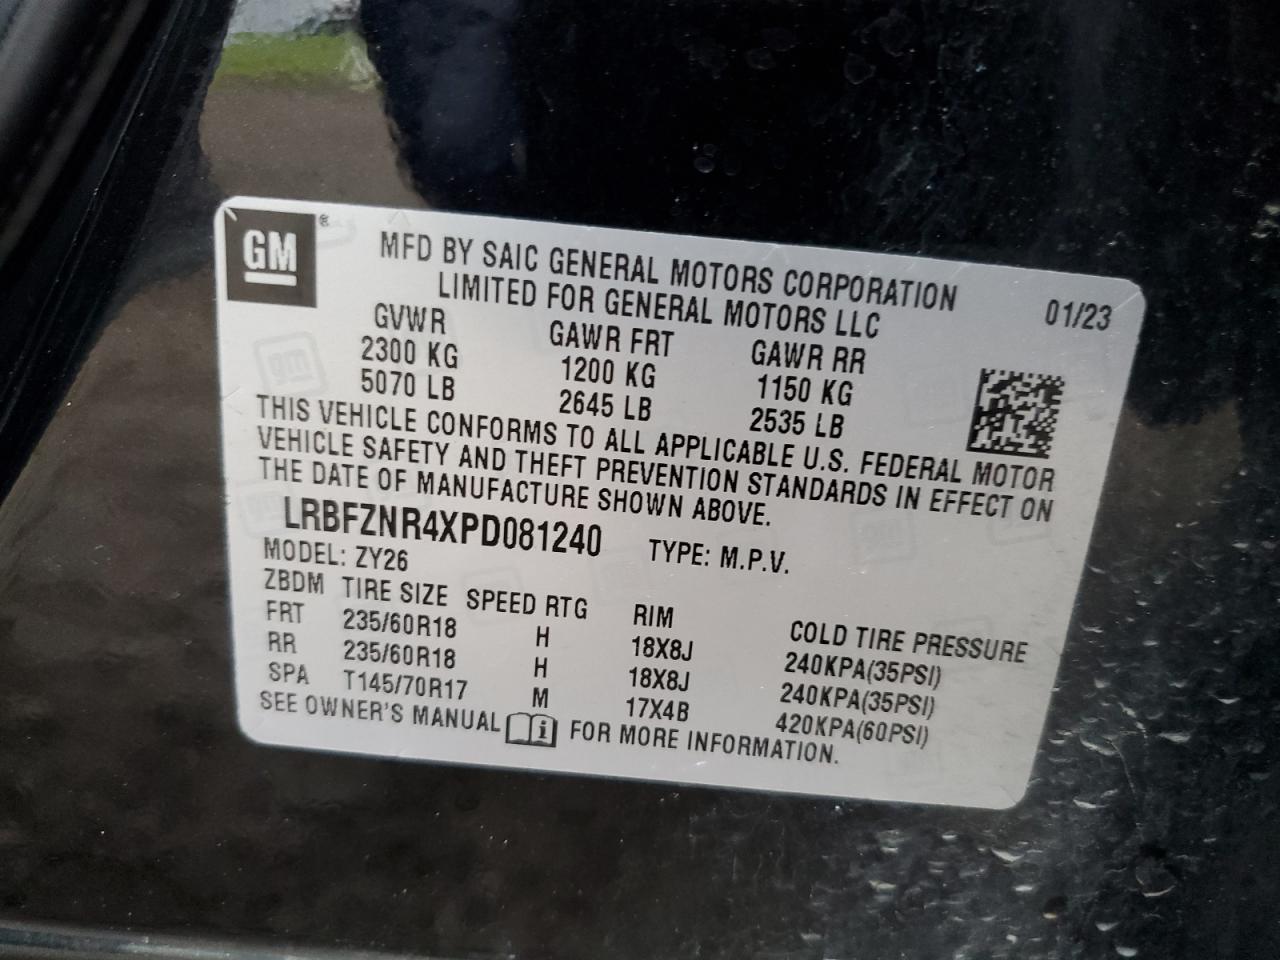 GM ®
MFD BY SAIC GENERAL MOTORS CORPORATION
LIMITED FOR GENERAL MOTORS LLC
01/23
GVWR GAWR FRT GAWR RR
2300 KG 1200 KG 1150 KG
5070 LB 2645 LB 2535 LB
THIS VEHICLE CONFORMS TO ALL APPLICABLE U.S. FEDERAL MOTOR
VEHICLE SAFETY AND THEFT PREVENTION STANDARDS IN EFFECT ON
THE DATE OF MANUFACTURE SHOWN ABOVE.
LRBFZNR4XPD081240 TYPE: M.P.V.
MODEL: ZY26
ZBDM TIRE SIZE SPEED RTG RIM COLD TIRE PRESSURE
FRT 235/60R18 H 18X8J 240KPA(35PSI)
RR 235/60R18 H 18X8J 240KPA(35PSI)
SPA T145/70R17 M 17X4B 420KPA(60PSI)
SEE OWNER'S MANUAL i FOR MORE INFORMATION.